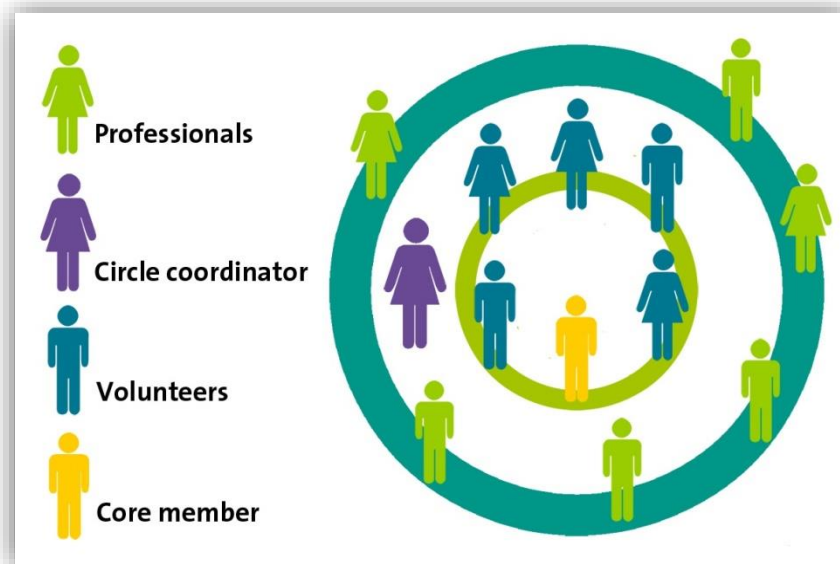 Professionals
Circle coordinator
Volunteers
Core member